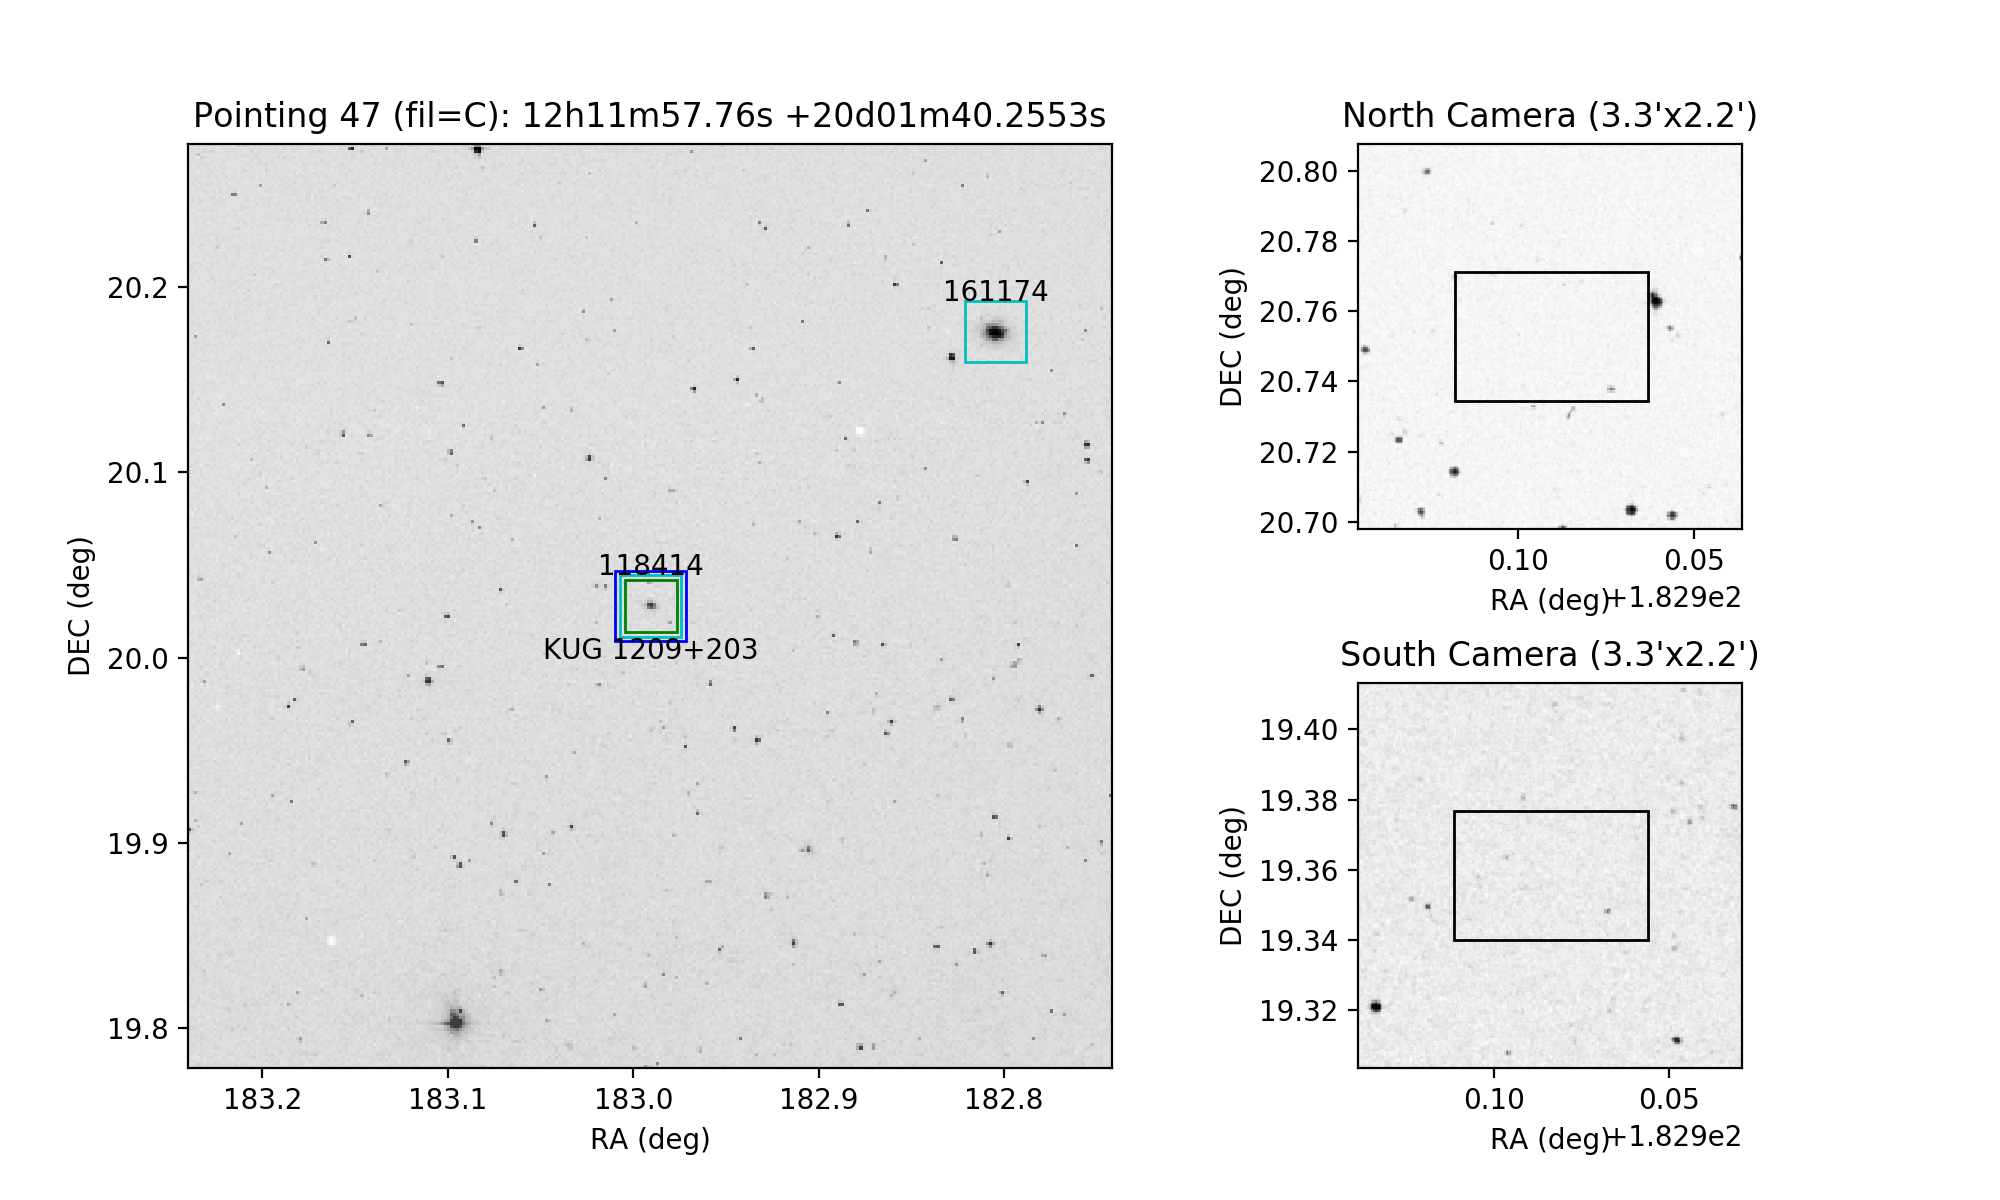 Pointing 47 (fil=C): 12h11m57.76s +20d01m40.2553s
20.2
20.1
20.0
19.9
19.8
DEC (deg)
161174
118414
KUG 1209+203
183.2 183.1 183.0 182.9 182.8
RA (deg)
North Camera (3.3'x2.2')
20.80
20.78
20.76
20.74
20.72
20.70
DEC (deg)
0.10 0.05
RA (deg)
+1.829e2
South Camera (3.3'x2.2')
19.40
19.38
19.36
19.34
19.32
DEC (deg)
0.10 0.05
RA (deg)
+1.829e2